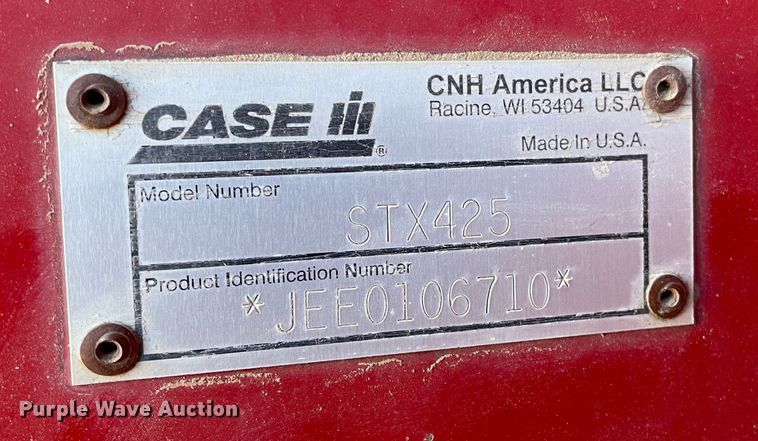 CASE IH
®
CNH America LLC
Racine, WI 53404 U.S.A.
Made In U.S.A.
Model Number
STX425
Product Identification Number
*JEE0106710*
Purple Wave Auction